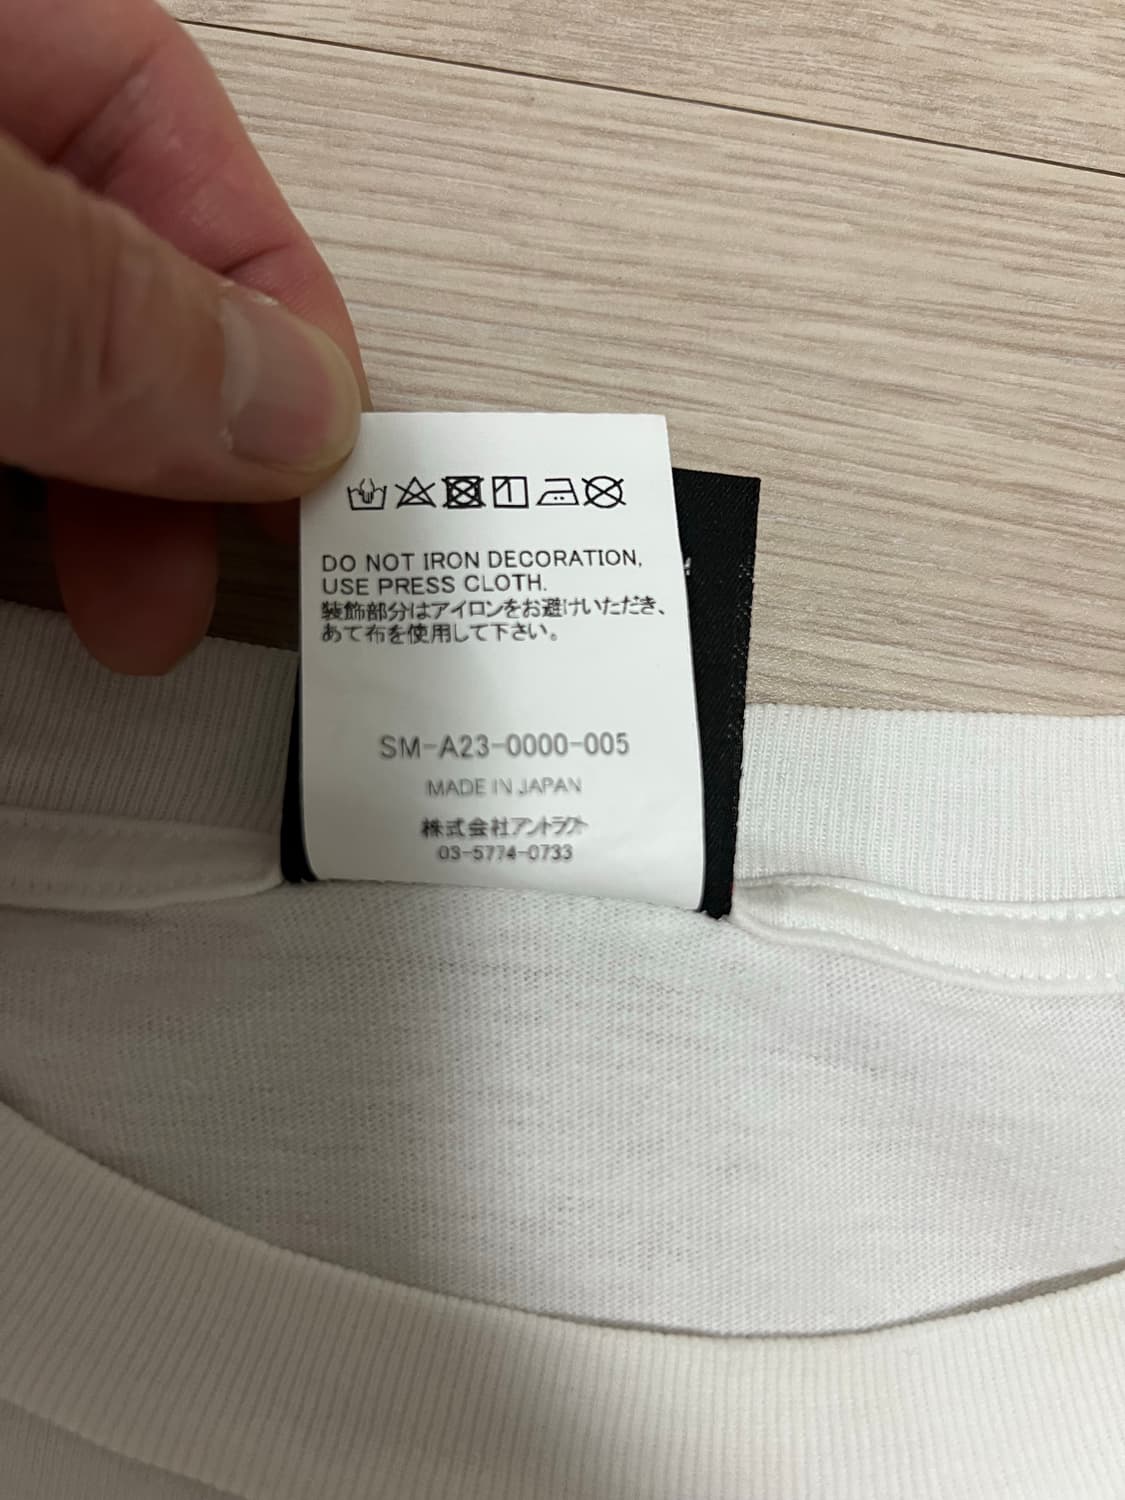 DO NOT IRON DECORATION,
USE PRESS CLOTH.
装飾部分はアイロンをお避けいただき、
あて布を使用して下さい。
SM-A23-0000-005
MADE IN JAPAN
株式会社アントラクト
03-5774-0733